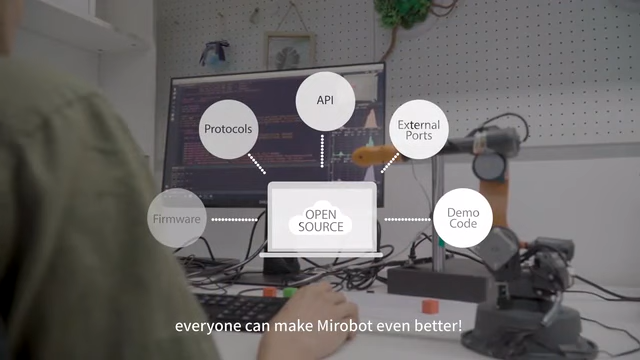 API
Protocols
External
Ports
Firmware
OPEN
SOURCE
Demo
Code
everyone can make Mirobot even better!